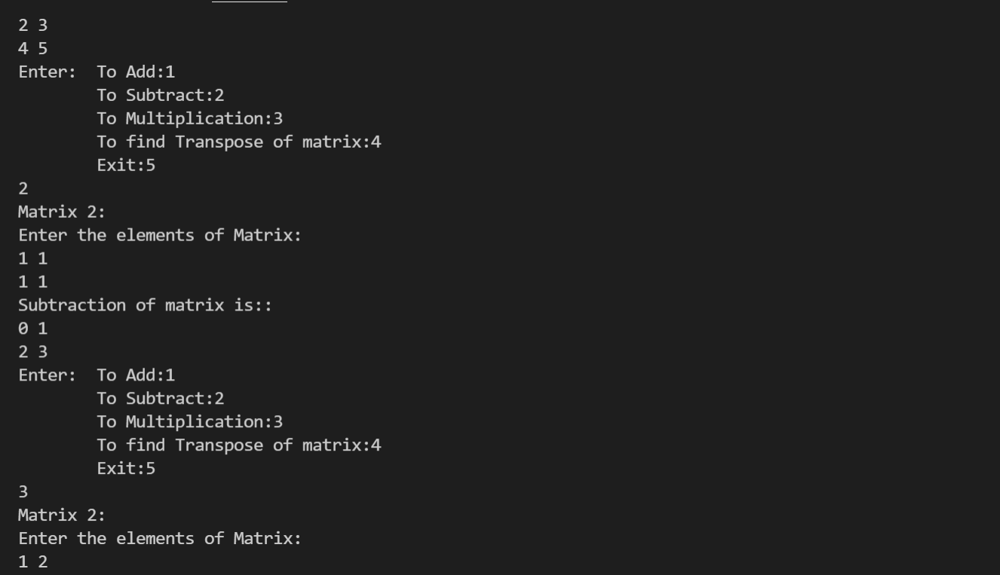 2 3
4 5
Enter:  To Add:1
        To Subtract:2
        To Multiplication:3
        To find Transpose of matrix:4
        Exit:5
2
Matrix 2:
Enter the elements of Matrix:
1 1
1 1
Subtraction of matrix is::
0 1
2 3
Enter:  To Add:1
        To Subtract:2
        To Multiplication:3
        To find Transpose of matrix:4
        Exit:5
3
Matrix 2:
Enter the elements of Matrix:
1 2